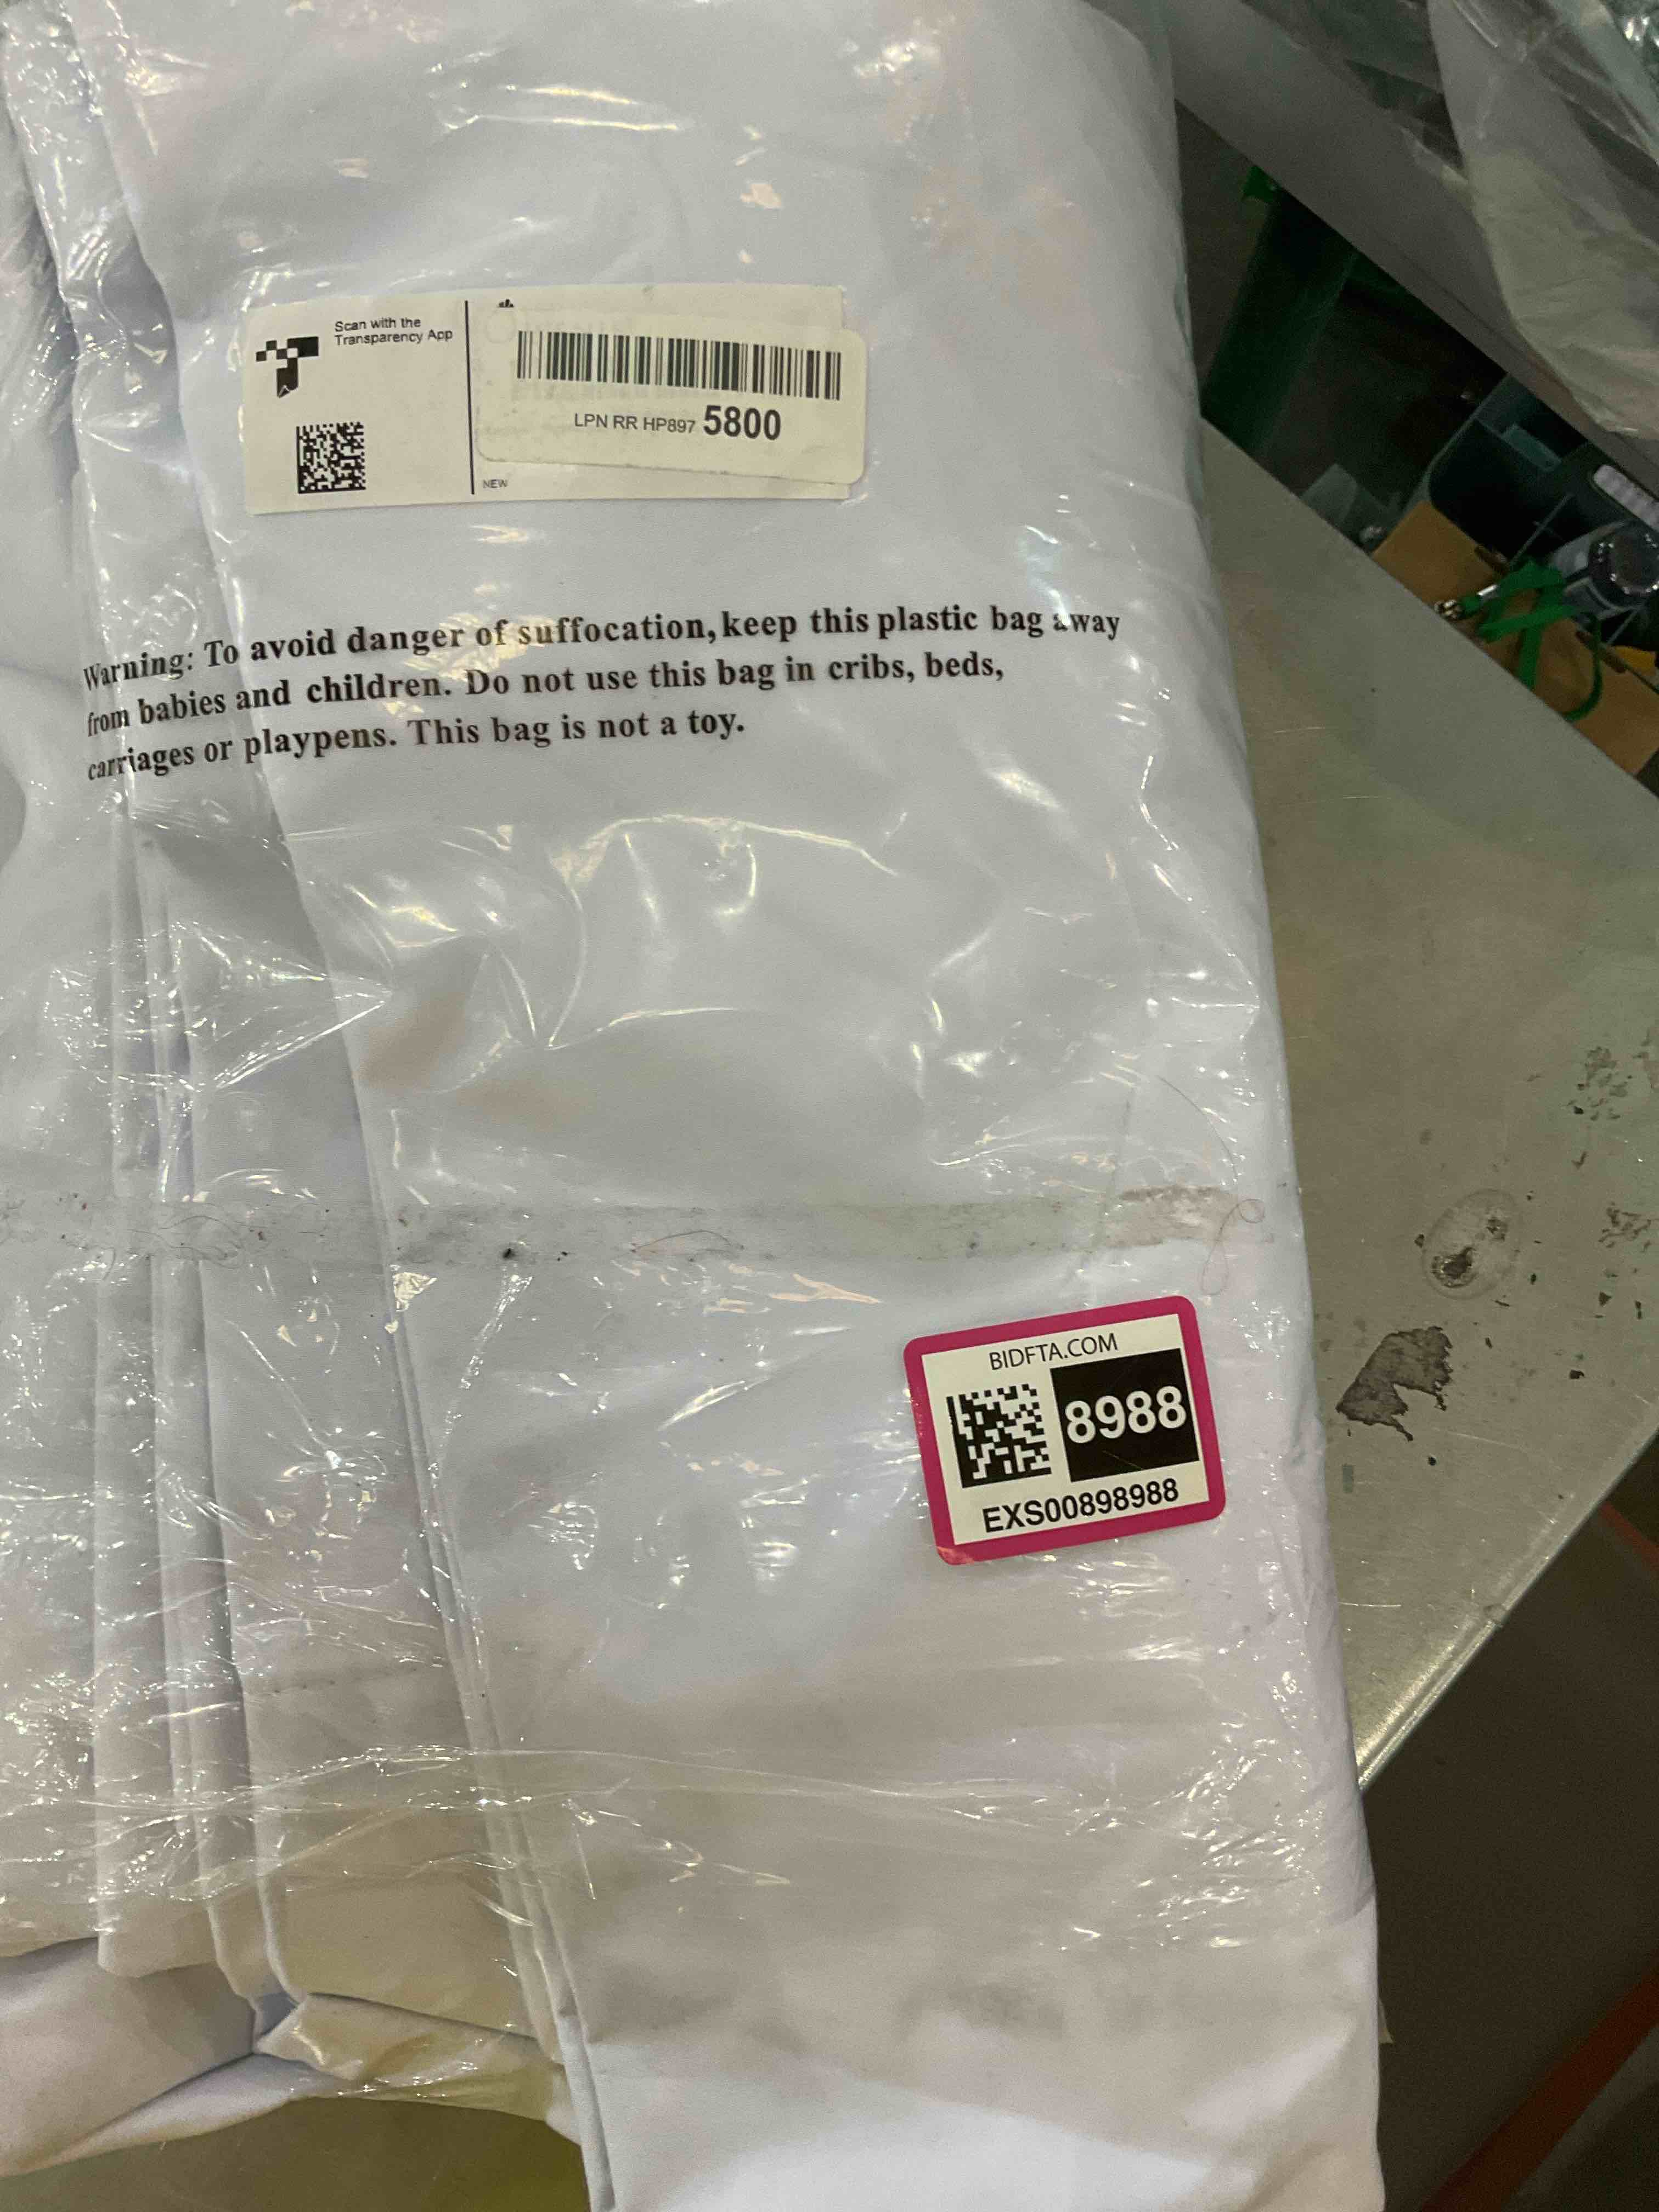 Scan with the
Transparency App
LPN RR HP897 5800
NEW
Warning: To avoid danger of suffocation, keep this plastic bag away
from babies and children. Do not use this bag in cribs, beds,
carriages or playpens. This bag is not a toy.
BIDFTA.COM
8988
EXS00898988